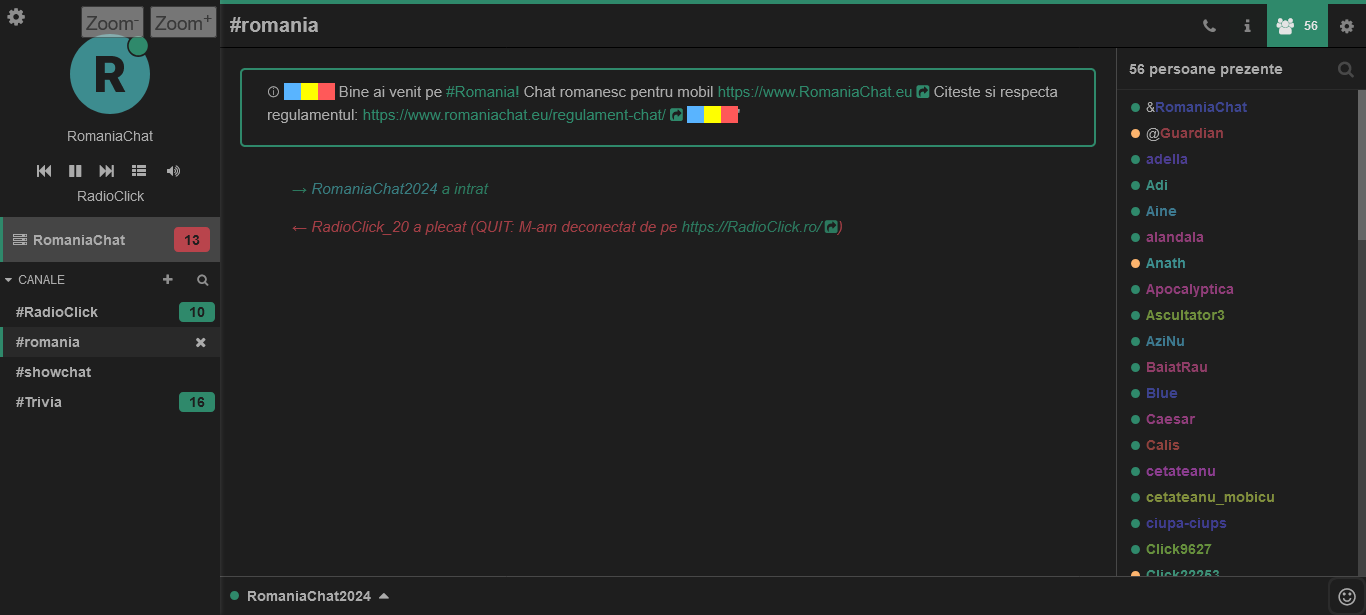 Zoom- Zoom+
R
RomaniaChat
RadioClick
RomaniaChat 13
CANALE
#RadioClick 10
#romania
#showchat
#Trivia 16
#romania
56
Bine ai venit pe #Romania! Chat romanesc pentru mobil https://www.RomaniaChat.eu Citeste si respecta
regulamentul: https://www.romaniachat.eu/regulament-chat/
→ RomaniaChat2024 a intrat
← RadioClick_20 a plecat (QUIT: M-am deconectat de pe https://RadioClick.ro/)
RomaniaChat2024
56 persoane prezente
&RomaniaChat
@Guardian
adella
Adi
Aine
alandala
Anath
Apocalyptica
Ascultator3
AziNu
BaiatRau
Blue
Caesar
Calis
cetateanu
cetateanu_mobicu
ciupa-ciups
Click9627
Click22253